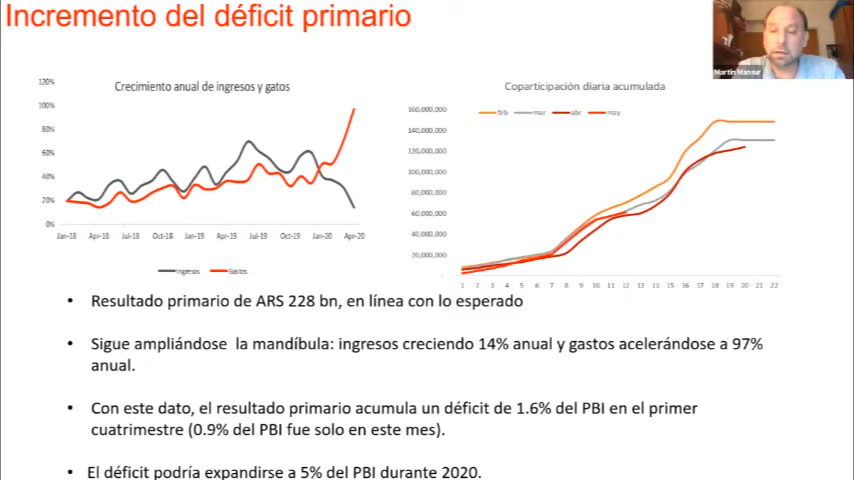 Incremento del déficit primario
Martin Mansur
Crecimiento anual de ingresos y gatos
120%
100%
80%
60%
40%
20%
0%
Jan-18 Apr-18 Jul-18 Oct-18 Jan-19 Apr-19 Jul-19 Oct-19 Jan-20 Apr-20
Ingresos Gastos
Coparticipación diaria acumulada
feb mar abr may
160,000,000
140,000,000
120,000,000
100,000,000
80,000,000
60,000,000
40,000,000
20,000,000
-
1 2 3 4 5 6 7 8 9 10 11 12 13 14 15 16 17 18 19 20 21 22
• Resultado primario de ARS 228 bn, en línea con lo esperado
• Sigue ampliándose la mandíbula: ingresos creciendo 14% anual y gastos acelerándose a 97%
anual.
• Con este dato, el resultado primario acumula un déficit de 1.6% del PBI en el primer
cuatrimestre (0.9% del PBI fue solo en este mes).
• El déficit podría expandirse a 5% del PBI durante 2020.